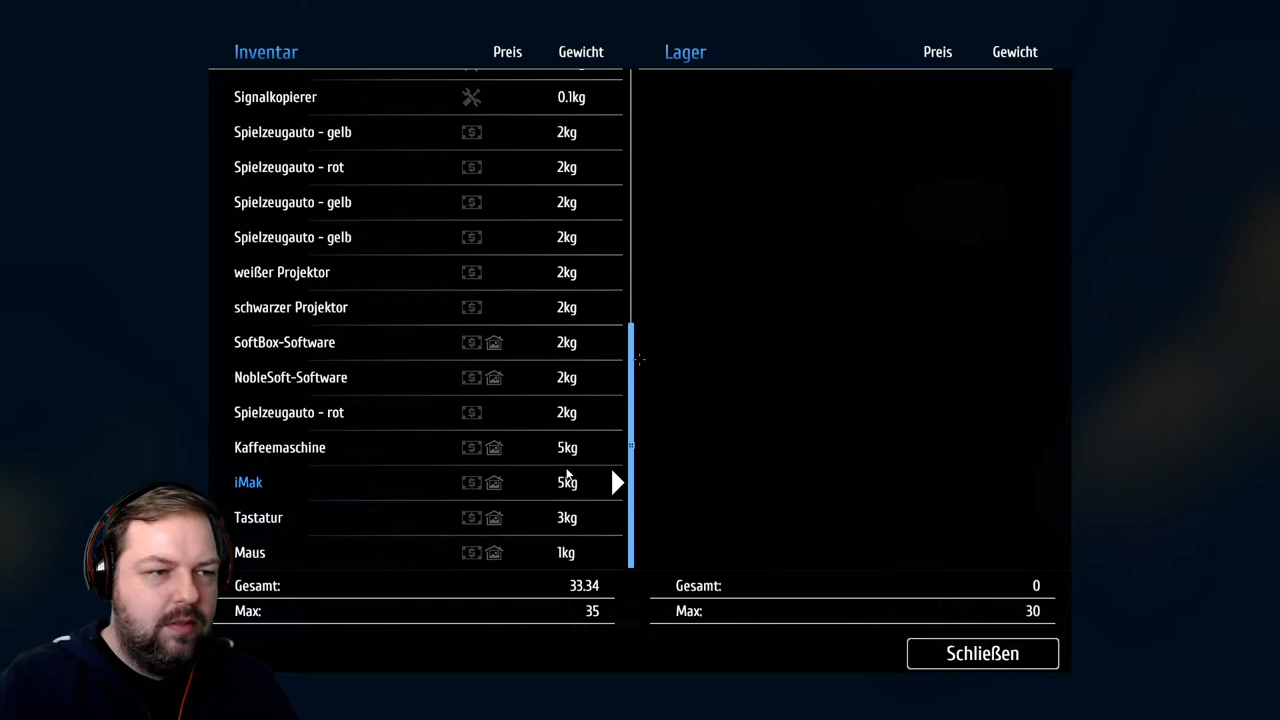 Inventar Preis Gewicht
Signalkopierer 0.1kg
Spielzeugauto - gelb 2kg
Spielzeugauto - rot 2kg
Spielzeugauto - gelb 2kg
Spielzeugauto - gelb 2kg
weißer Projektor 2kg
schwarzer Projektor 2kg
SoftBox-Software 2kg
NobleSoft-Software 2kg
Spielzeugauto - rot 2kg
Kaffeemaschine 5kg
iMak 5kg
Tastatur 3kg
Maus 1kg
Gesamt: 33.34
Max: 35
Lager Preis Gewicht
Gesamt: 0
Max: 30
Schließen